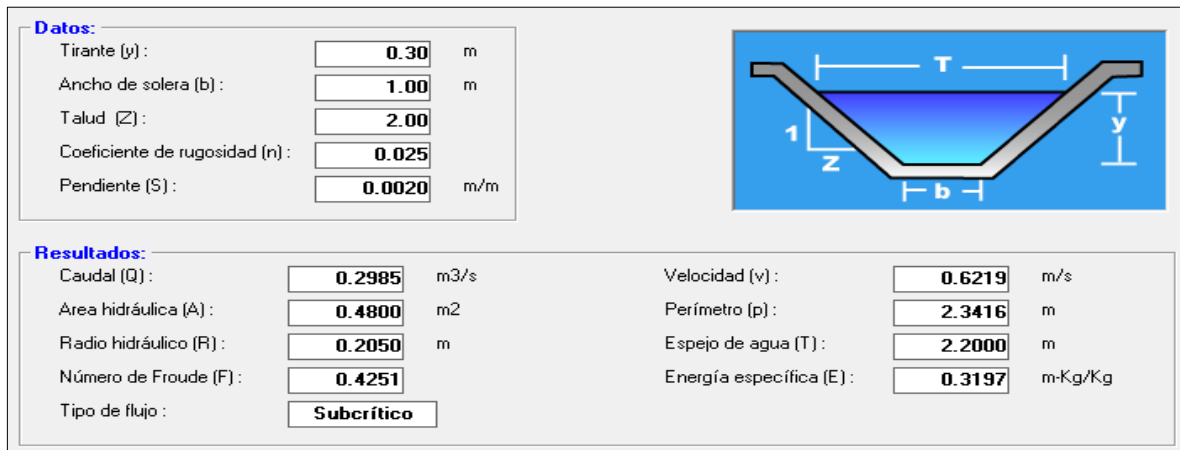 Datos:
Tirante (y) : 0.30 m
Ancho de solera (b) : 1.00 m
Talud (Z) : 2.00
Coeficiente de rugosidad (n) : 0.025
Pendiente (S) : 0.0020 m/m
T
1
Z
b
y
Resultados:
Caudal (Q) : 0.2985 m3/s Velocidad (v) : 0.6219 m/s
Area hidráulica (A) : 0.4800 m2 Perímetro (p) : 2.3416 m
Radio hidráulico (R) : 0.2050 m Espejo de agua (T) : 2.2000 m
Número de Froude (F) : 0.4251 Energía específica (E) : 0.3197 m-Kg/Kg
Tipo de flujo : Subcrítico